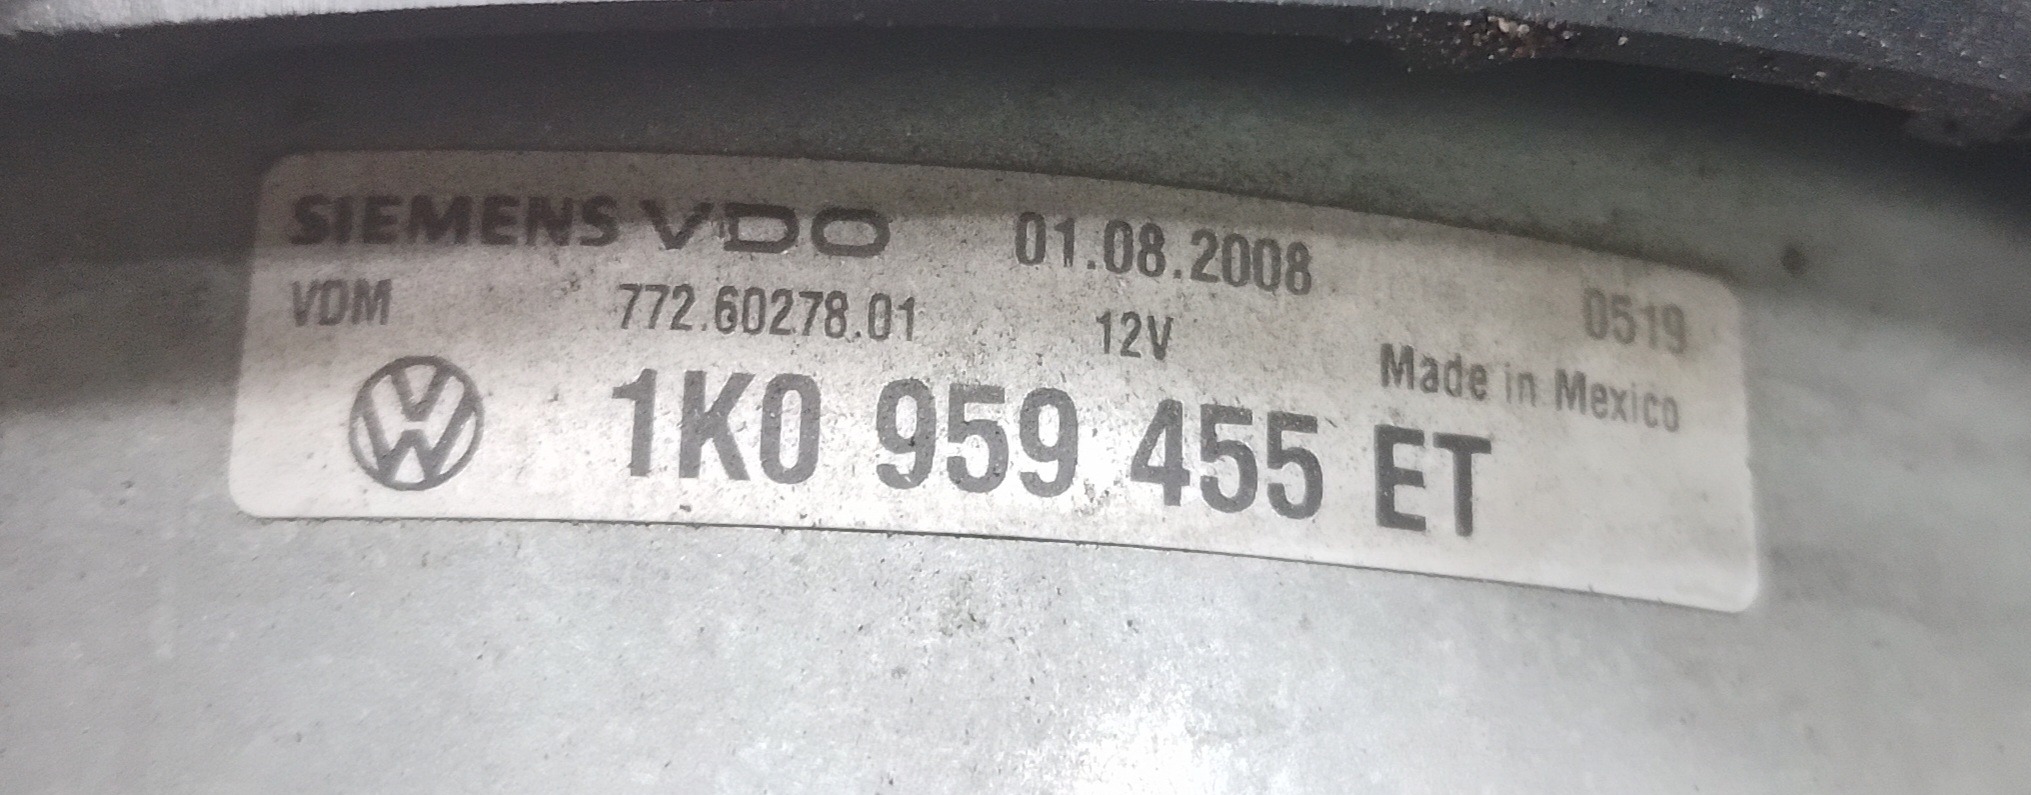 SIEMENS VDO 01.08.2008
VDM 772.60278.01 12V 0519
Made in Mexico
1K0 959 455 ET